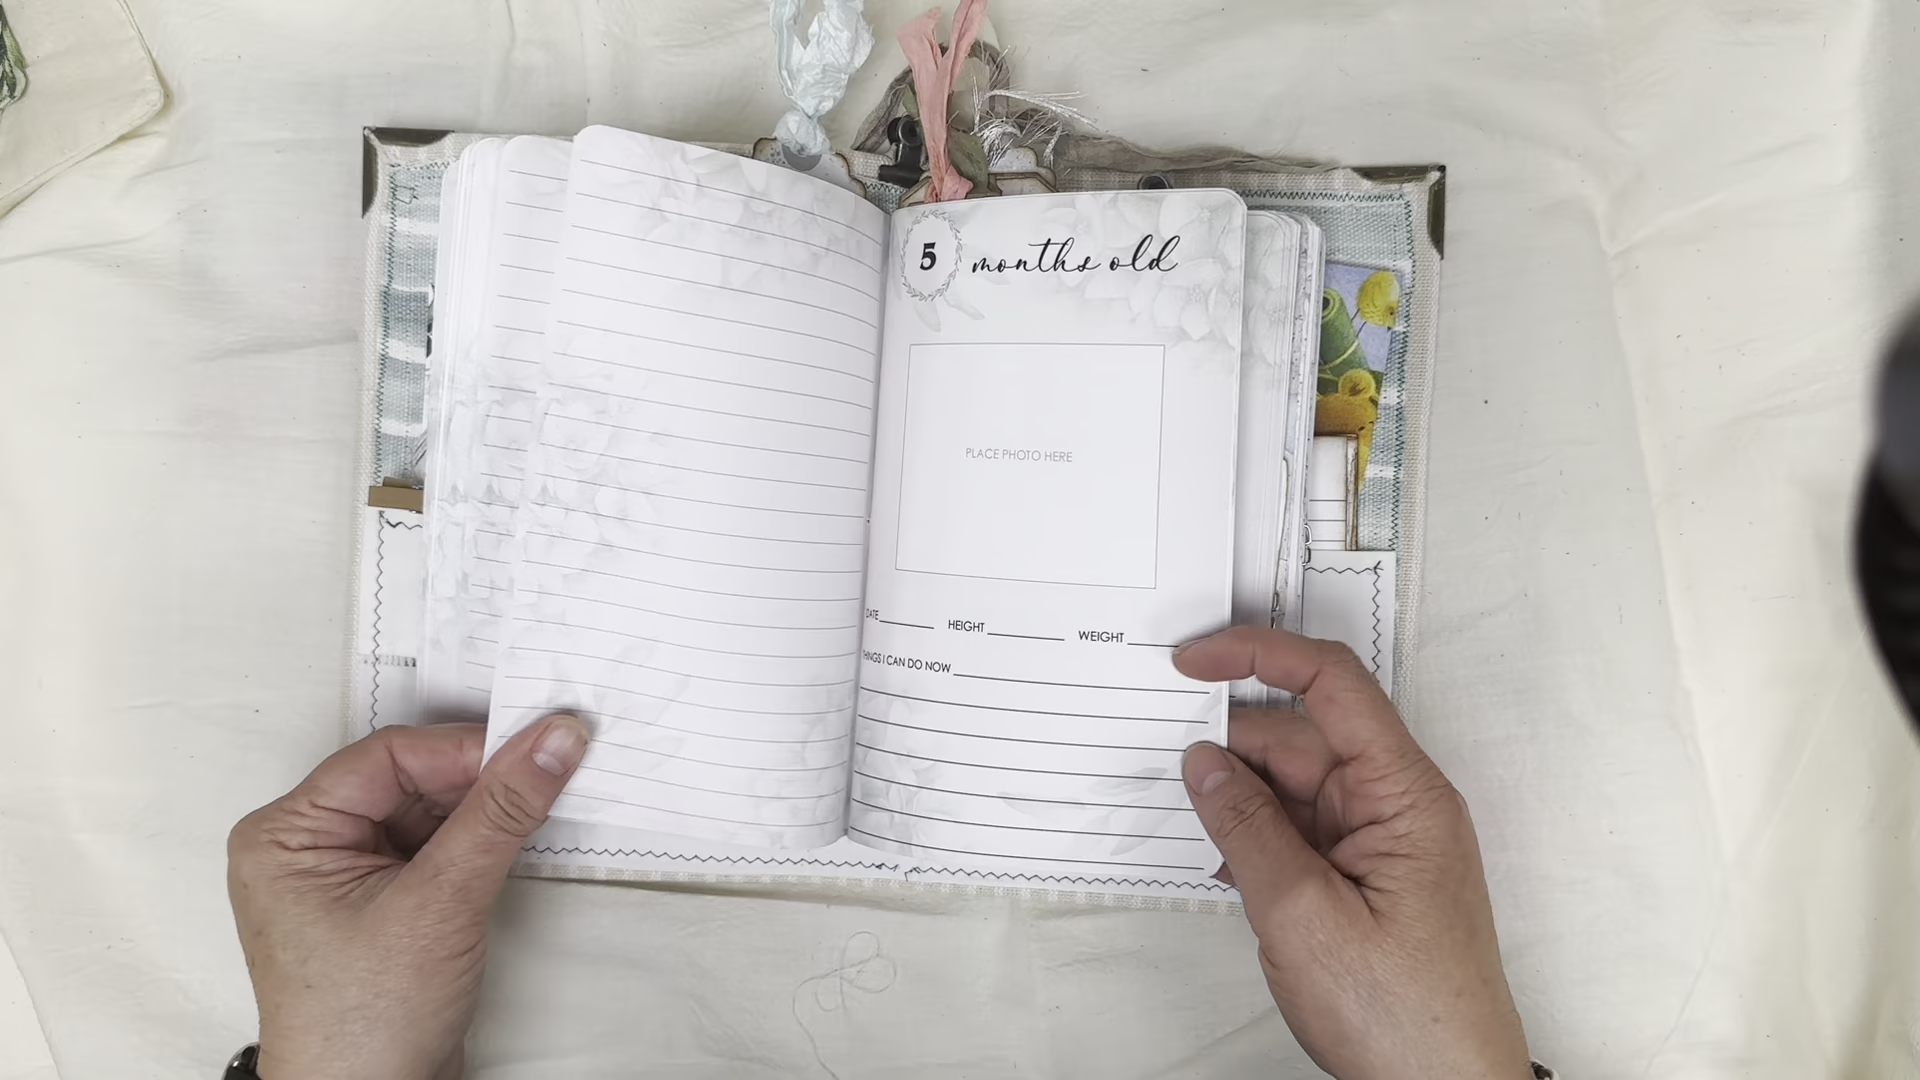 5 months old
PLACE PHOTO HERE
DATE HEIGHT WEIGHT
THINGS I CAN DO NOW